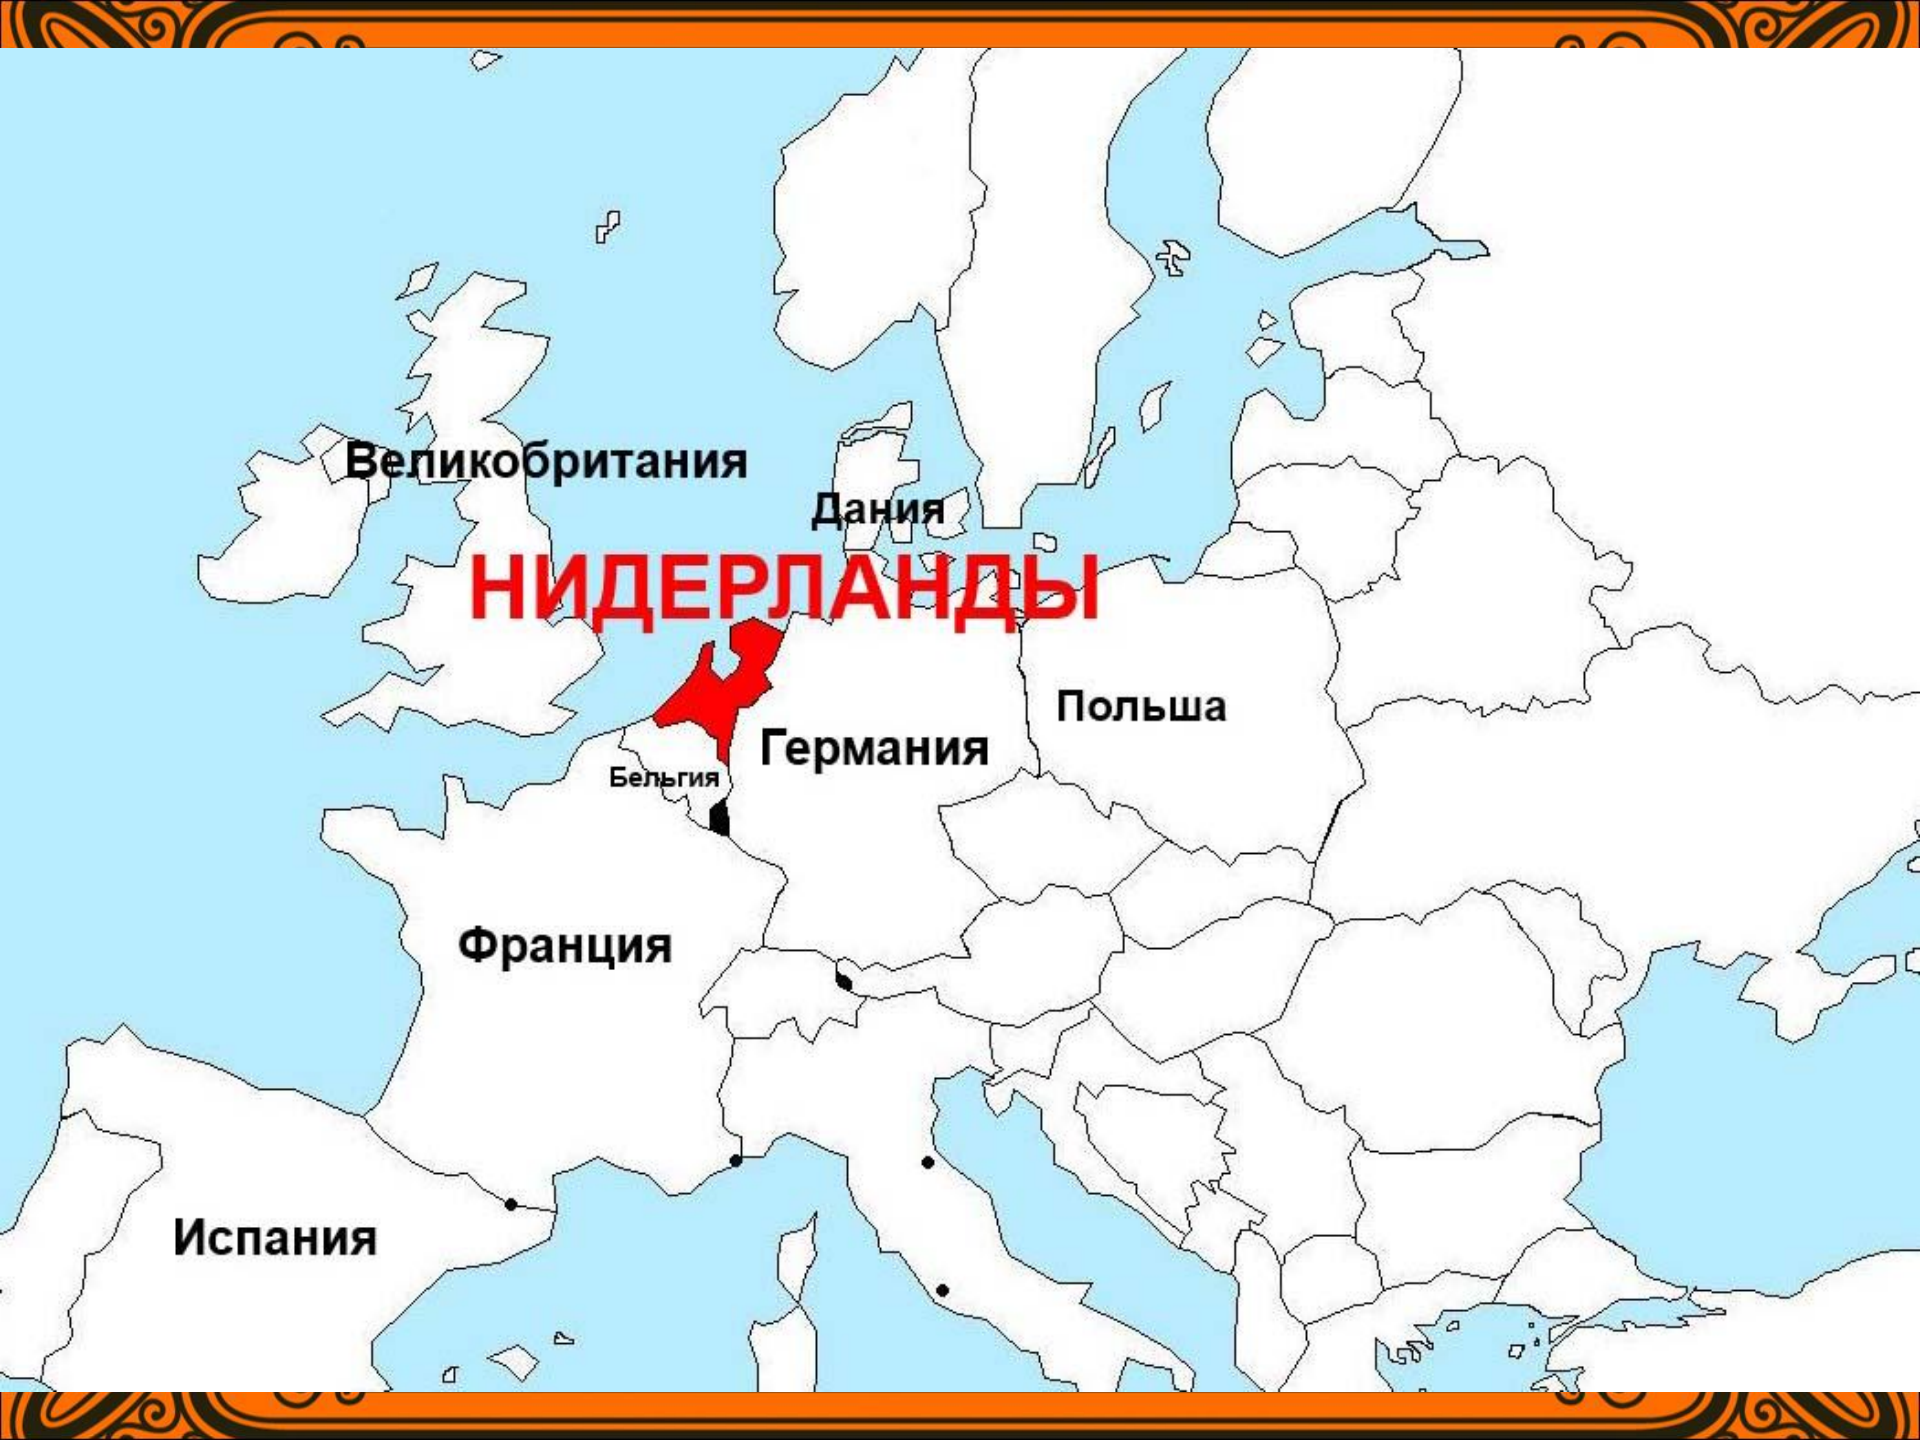 Великобритания
Дания
НИДЕРЛАНДЫ
Польша
Германия
Бельгия
Франция
Испания